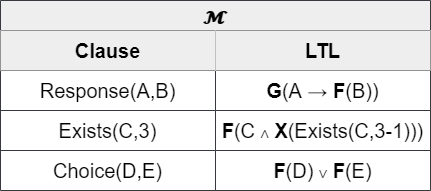 𝓜
Clause LTL
Response(A,B) G(A → F(B))
Exists(C,3) F(C ∧ X(Exists(C,3-1)))
Choice(D,E) F(D) ∨ F(E)